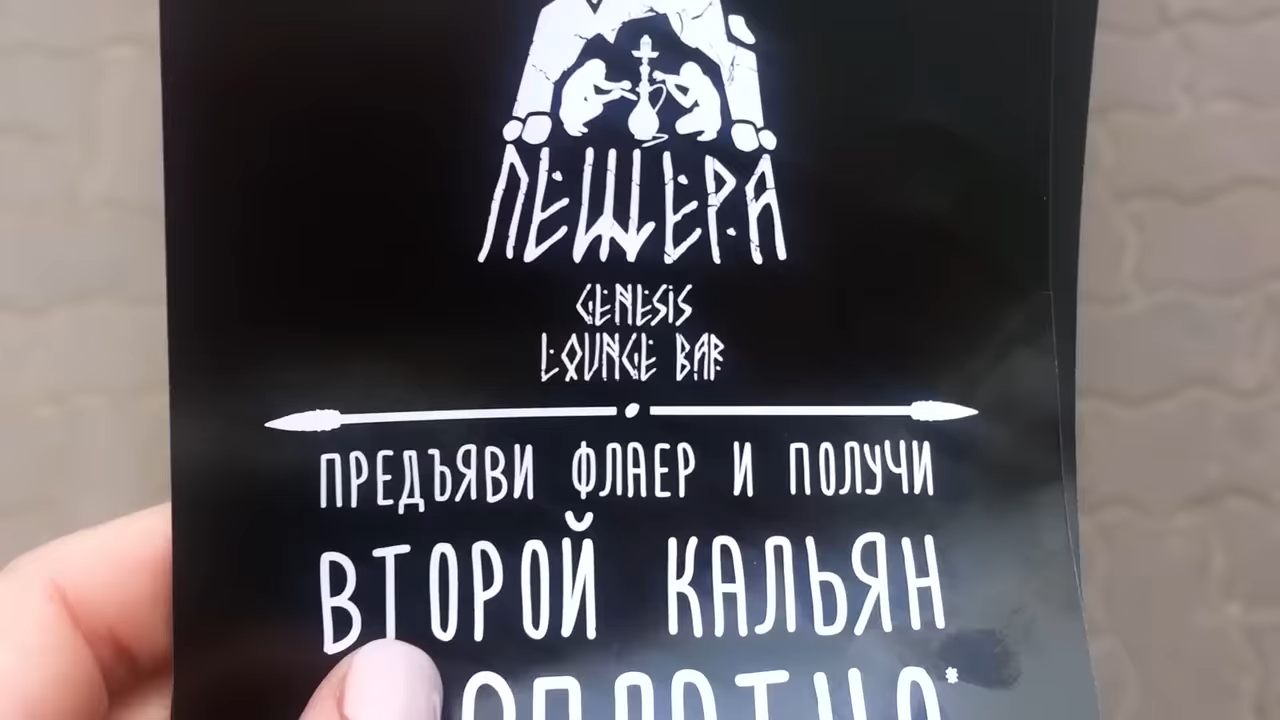 ПЕЩЕРА
GENESIS
LOUNGE BAR
ПРЕДЪЯВИ ФЛАЕР И ПОЛУЧИ
ВТОРОЙ КАЛЬЯН